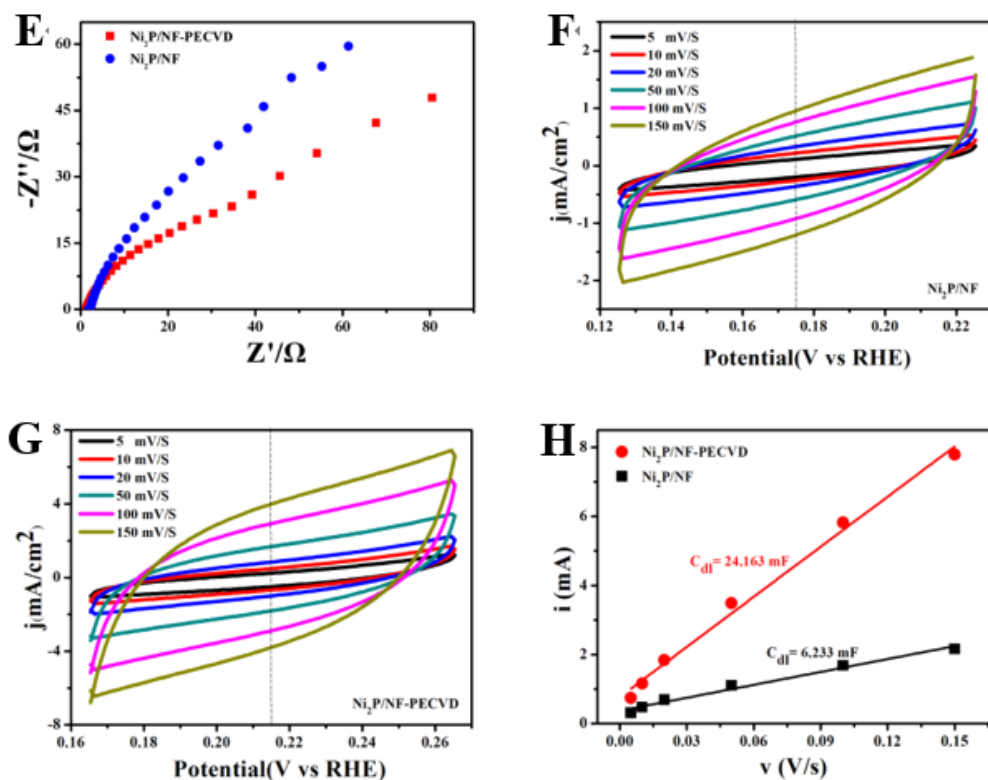 E
Ni₂P/NF-PECVD
Ni₂P/NF
60
45
30
15
0
-Z''/Ω
0 20 40 60 80
Z'/Ω
F
5 mV/S
10 mV/S
20 mV/S
50 mV/S
100 mV/S
150 mV/S
2
1
0
-1
-2
j(mA/cm2)
Ni₂P/NF
0.12 0.14 0.16 0.18 0.20 0.22
Potential(V vs RHE)
G
5 mV/S
10 mV/S
20 mV/S
50 mV/S
100 mV/S
150 mV/S
8
4
0
-4
-8
j(mA/cm2)
Ni₂P/NF-PECVD
0.16 0.18 0.20 0.22 0.24 0.26
Potential(V vs RHE)
H
Ni₂P/NF-PECVD
Ni₂P/NF
8
6
4
2
0
i (mA)
C_dl= 24.163 mF
C_dl= 6.233 mF
0.00 0.03 0.06 0.09 0.12 0.15
v (V/s)